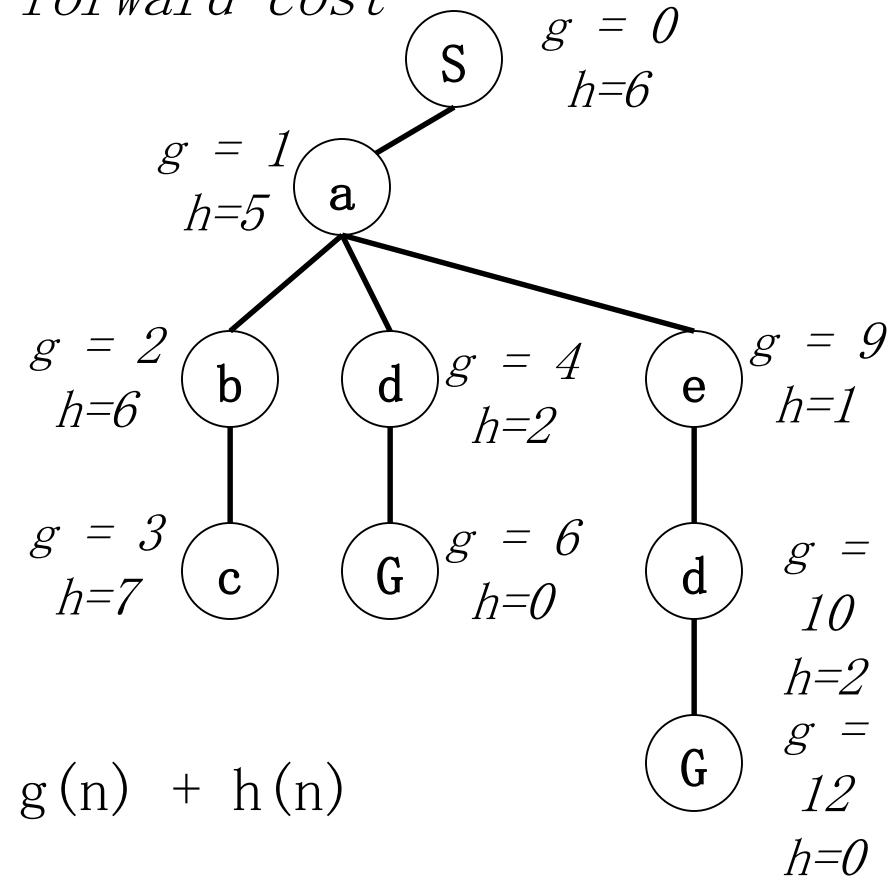 forward cost
S
g = 0
h=6
g = 1
h=5
a
g = 2
h=6
b
d
g = 4
h=2
e
g = 9
h=1
g = 3
h=7
c
G
g = 6
h=0
d
g =
10
h=2
G
g =
12
h=0
g(n) + h(n)